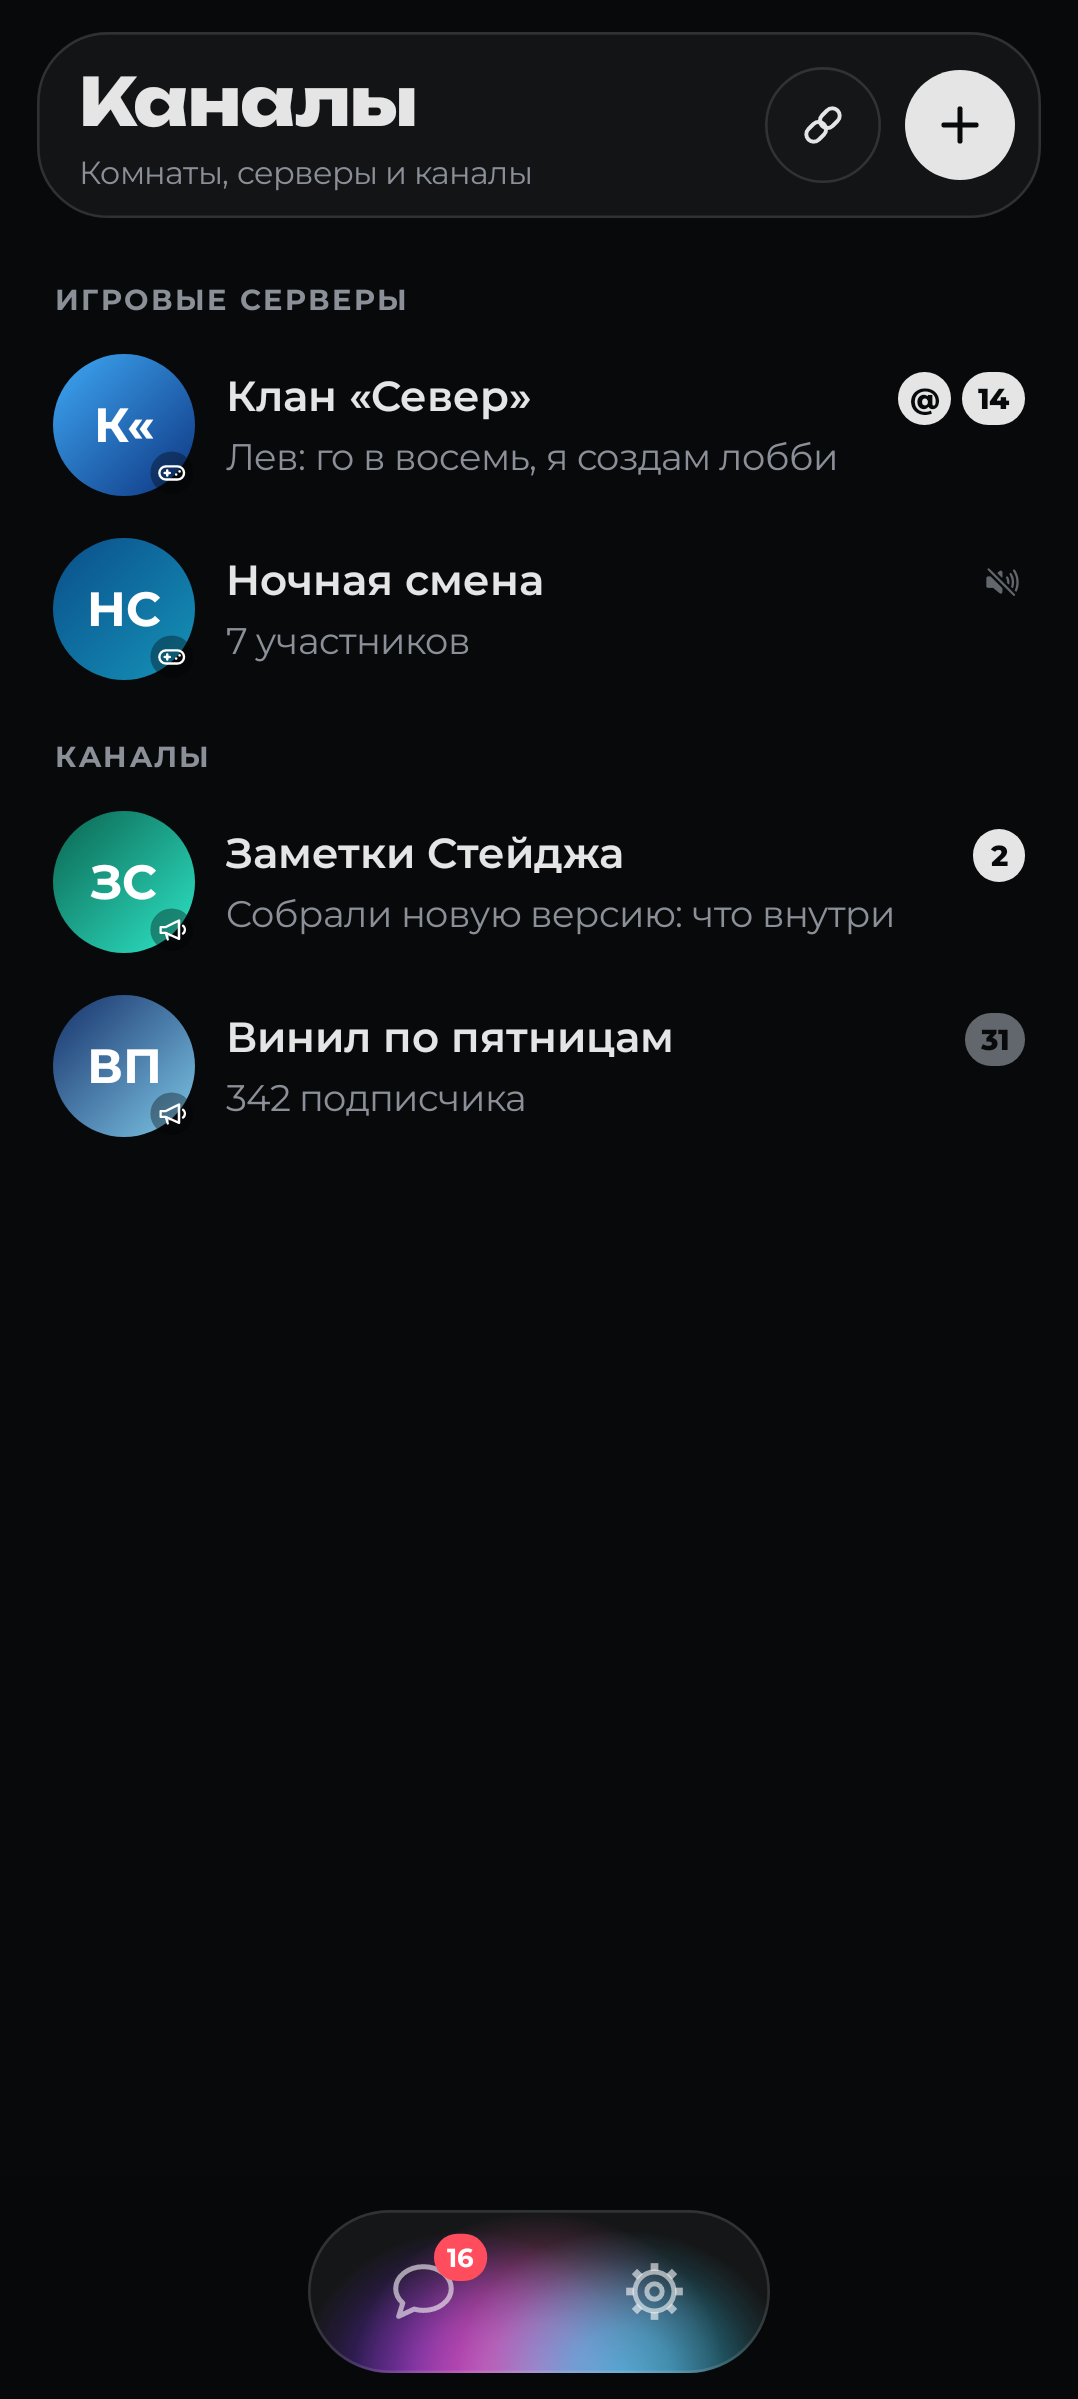 Каналы
Комнаты, серверы и каналы
ИГРОВЫЕ СЕРВЕРЫ
К«
Клан «Север»
@ 14
Лев: го в восемь, я создам лобби
НС
Ночная смена
7 участников
КАНАЛЫ
ЗС
Заметки Стейджа
2
Собрали новую версию: что внутри
ВП
Винил по пятницам
31
342 подписчика
16